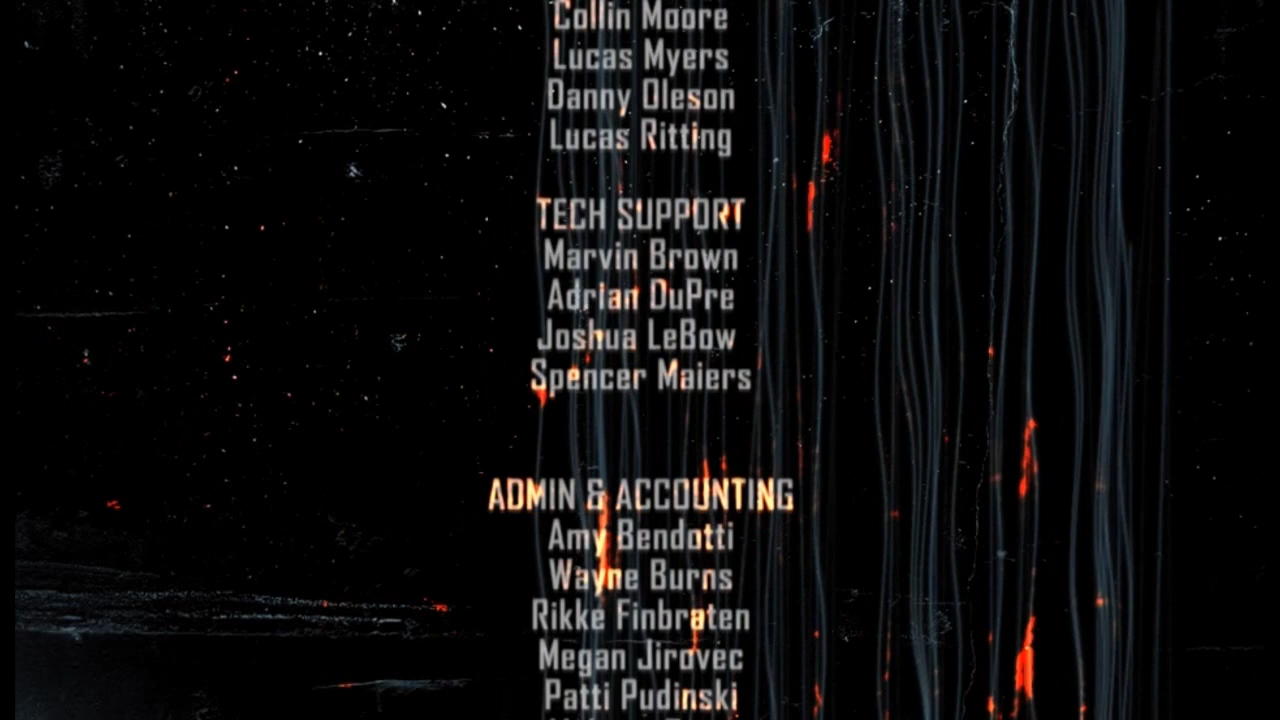 Collin Moore
Lucas Myers
Danny Oleson
Lucas Ritting
TECH SUPPORT
Marvin Brown
Adrian DuPre
Joshua LeBow
Spencer Maiers
ADMIN & ACCOUNTING
Amy Bendotti
Wayne Burns
Rikke Finbraten
Megan Jirovec
Patti Pudinski